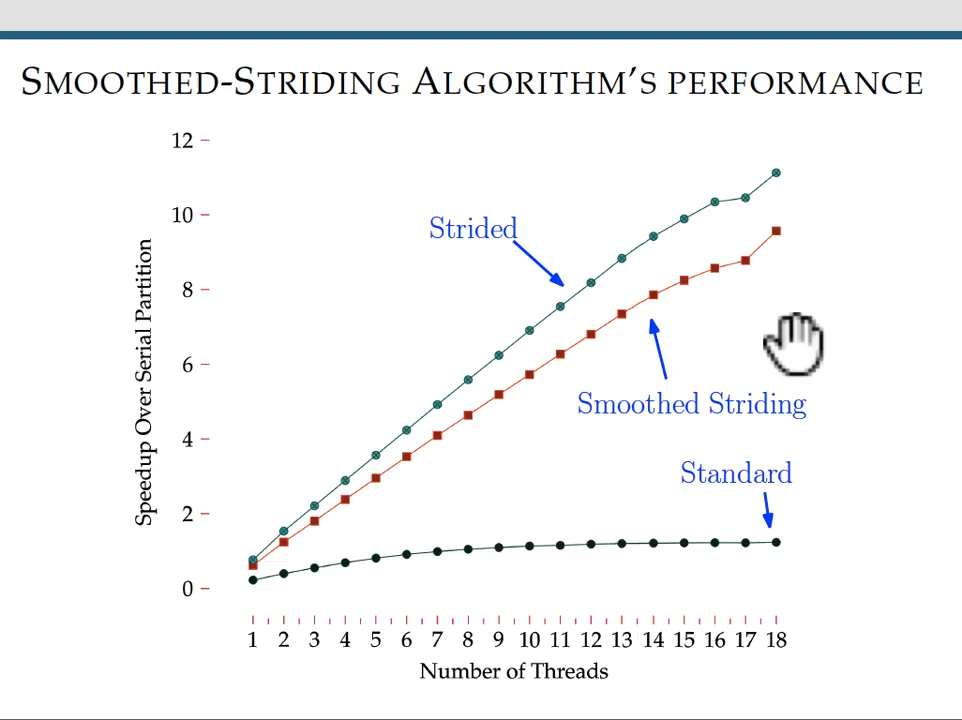 SMOOTHED-STRIDING ALGORITHM'S PERFORMANCE
12
10
8
6
4
2
0
Speedup Over Serial Partition
Strided
Smoothed Striding
Standard
1 2 3 4 5 6 7 8 9 10 11 12 13 14 15 16 17 18
Number of Threads